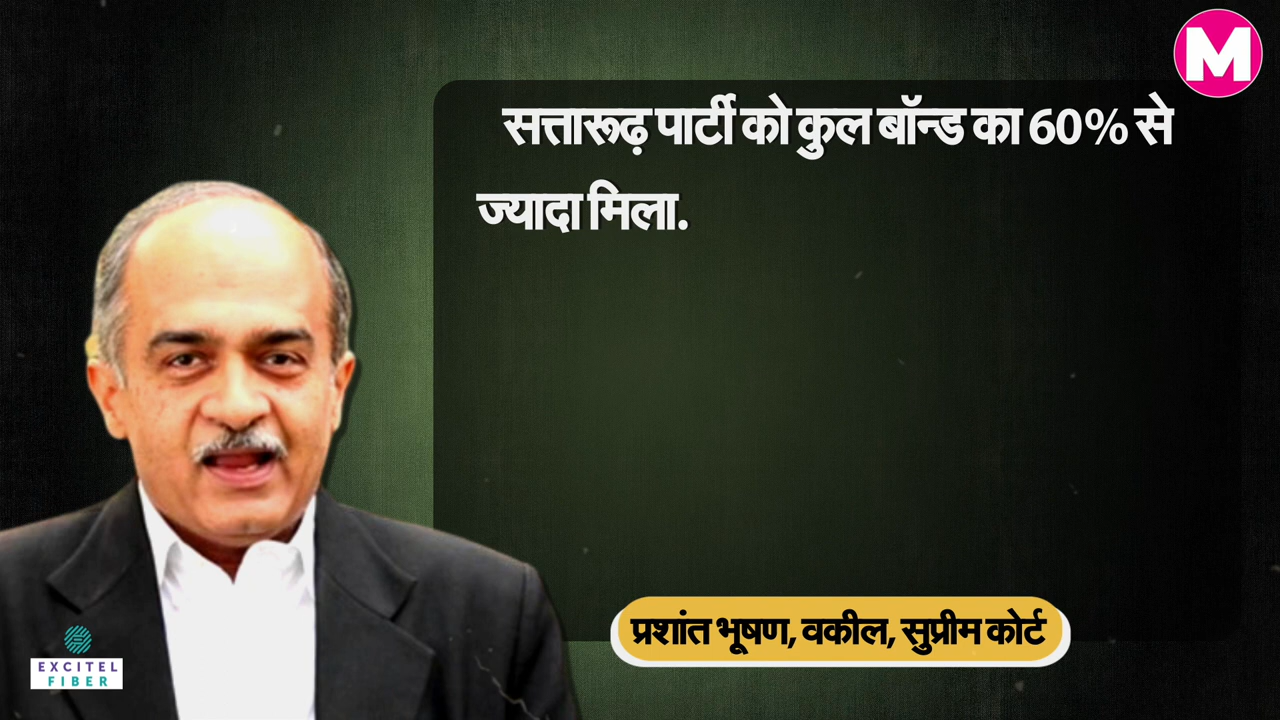 M
सत्तारूढ़ पार्टी को कुल बॉन्ड का 60% से
ज्यादा मिला.
प्रशांत भूषण, वकील, सुप्रीम कोर्ट
EXCITEL
FIBER